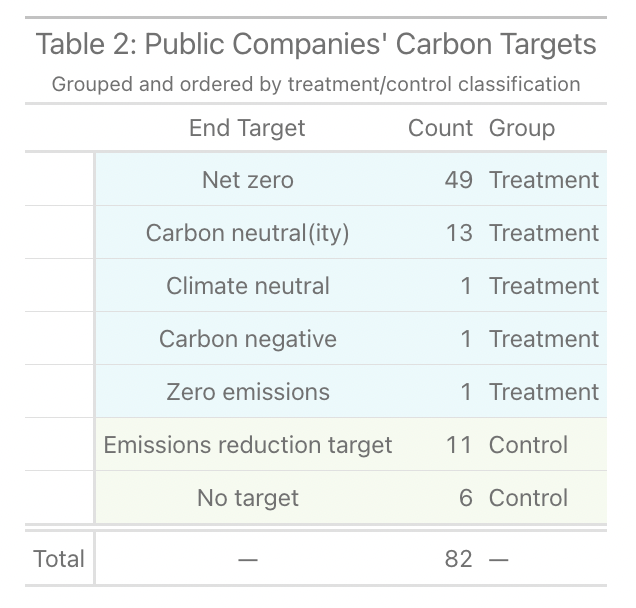 Table 2: Public Companies' Carbon Targets
Grouped and ordered by treatment/control classification
End Target Count Group
Net zero 49 Treatment
Carbon neutral(ity) 13 Treatment
Climate neutral 1 Treatment
Carbon negative 1 Treatment
Zero emissions 1 Treatment
Emissions reduction target 11 Control
No target 6 Control
Total — 82 —